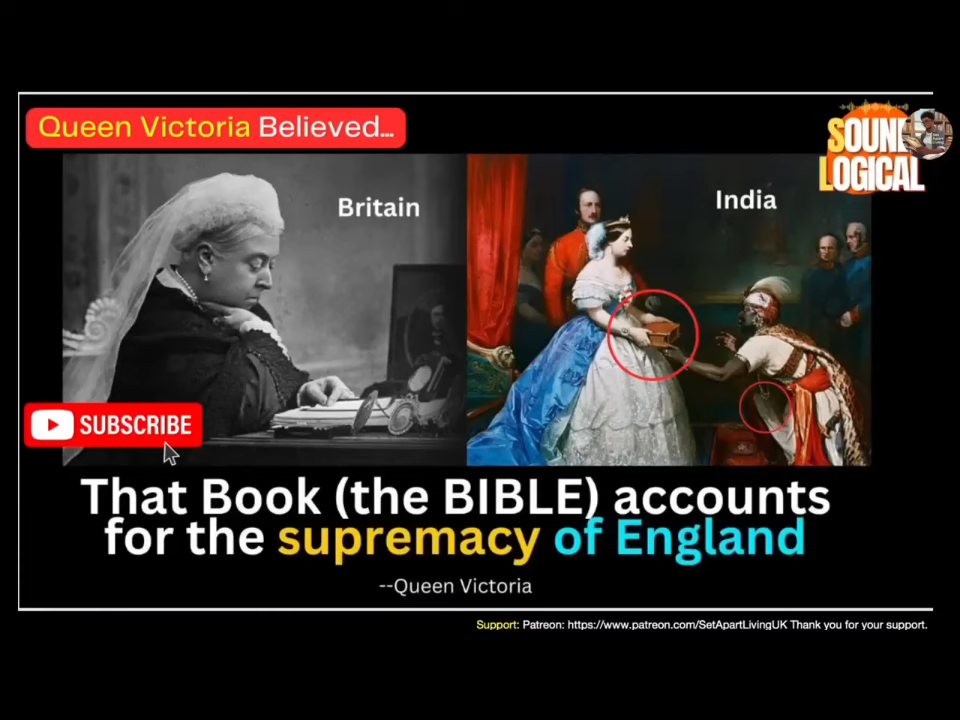 Queen Victoria Believed...
SOUND
LOGICAL
Britain
India
SUBSCRIBE
That Book (the BIBLE) accounts
for the supremacy of England
--Queen Victoria
Support: Patreon: https://www.patreon.com/SetApartLivingUK Thank you for your support.